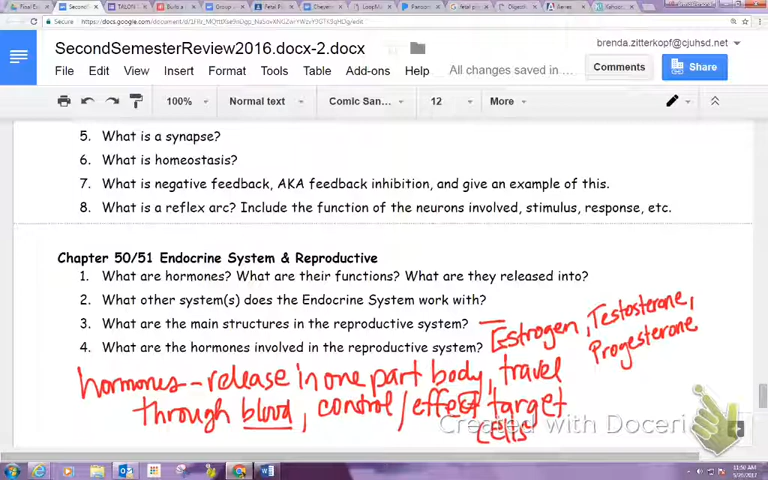 SecondSemesterReview2016.docx-2.docx
brenda.zitterkopf@cjuhsd.net
File Edit View Insert Format Tools Table Add-ons Help All changes saved in
Comments
Share
100% Normal text Comic San... 12 More
5. What is a synapse?
6. What is homeostasis?
7. What is negative feedback, AKA feedback inhibition, and give an example of this.
8. What is a reflex arc? Include the function of the neurons involved, stimulus, response, etc.
Chapter 50/51 Endocrine System & Reproductive
1. What are hormones? What are their functions? What are they released into?
2. What other system(s) does the Endocrine System work with?
3. What are the main structures in the reproductive system?
4. What are the hormones involved in the reproductive system?
Estrogen, Testosterone,
Progesterone
hormones - release in one part body, travel
through blood, control/effect target
cells
Created with Doceri
11:50 AM